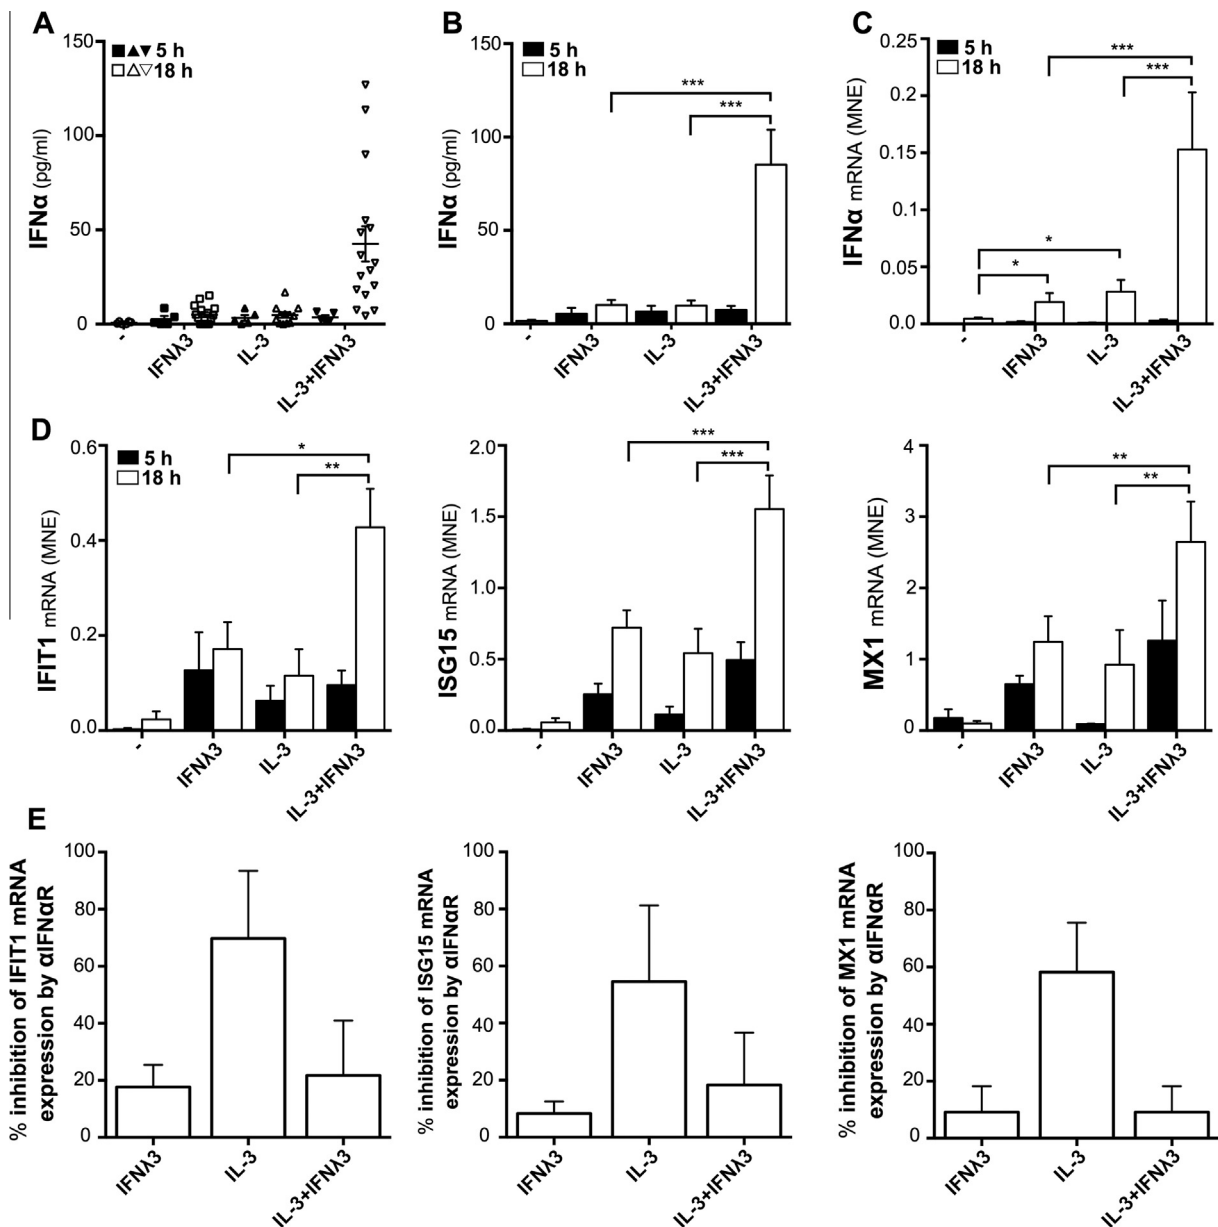 A
150
100
50
0
IFNα (pg/ml)
5 h
18 h
-
IFNλ3
IL-3
IL-3+IFNλ3
B
150
100
50
0
IFNα (pg/ml)
5 h
18 h
***
***
-
IFNλ3
IL-3
IL-3+IFNλ3
C
0.25
0.2
0.15
0.1
0.05
0.0
IFNα mRNA (MNE)
5 h
18 h
***
***
*
*
-
IFNλ3
IL-3
IL-3+IFNλ3
D
0.6
0.4
0.2
0.0
IFIT1 mRNA (MNE)
5 h
18 h
*
**
-
IFNλ3
IL-3
IL-3+IFNλ3
2.0
1.5
1.0
0.5
0.0
ISG15 mRNA (MNE)
***
***
-
IFNλ3
IL-3
IL-3+IFNλ3
4
3
2
1
0
MX1 mRNA (MNE)
**
**
-
IFNλ3
IL-3
IL-3+IFNλ3
E
100
80
60
40
20
0
% inhibition of IFIT1 mRNA
expression by αIFNαR
IFNλ3
IL-3
IL-3+IFNλ3
100
80
60
40
20
0
% inhibition of ISG15 mRNA
expression by αIFNαR
IFNλ3
IL-3
IL-3+IFNλ3
100
80
60
40
20
0
% inhibition of MX1 mRNA
expression by αIFNαR
IFNλ3
IL-3
IL-3+IFNλ3